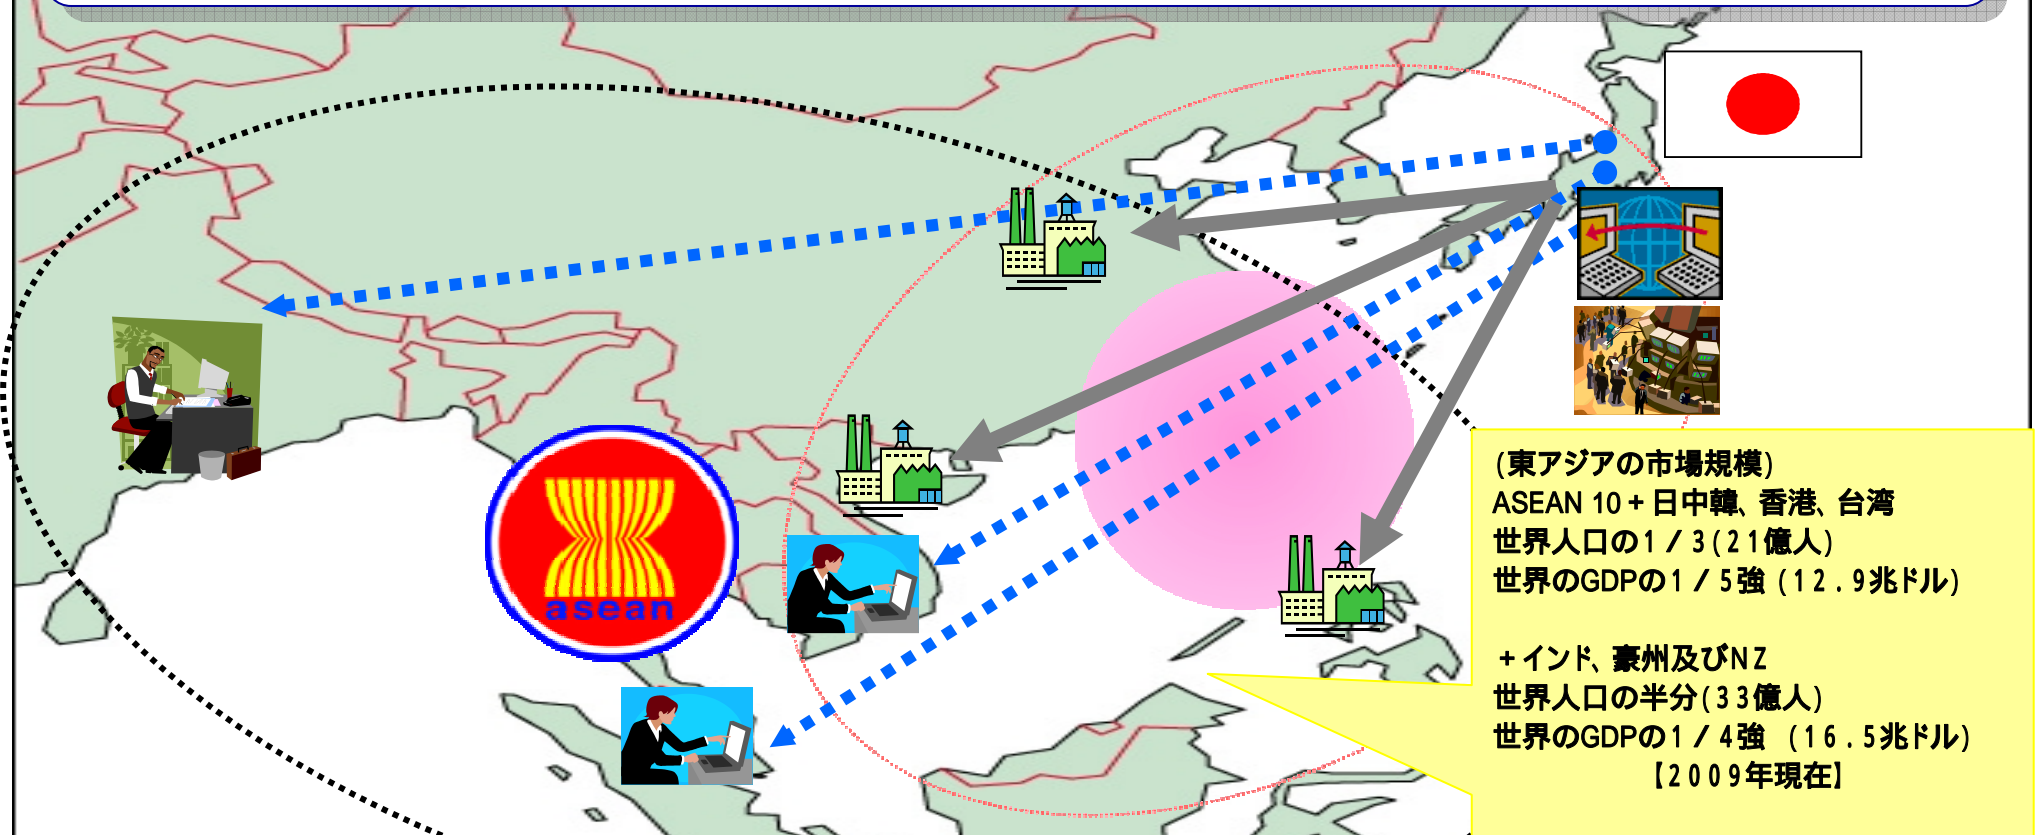 asean
(東アジアの市場規模)
ASEAN 10+日中韓、香港、台湾
世界人口の1/3(21億人)
世界のGDPの1/5強 (12.9兆ドル)
+インド、豪州及びNZ
世界人口の半分(33億人)
世界のGDPの1/4強 (16.5兆ドル)
【2009年現在】